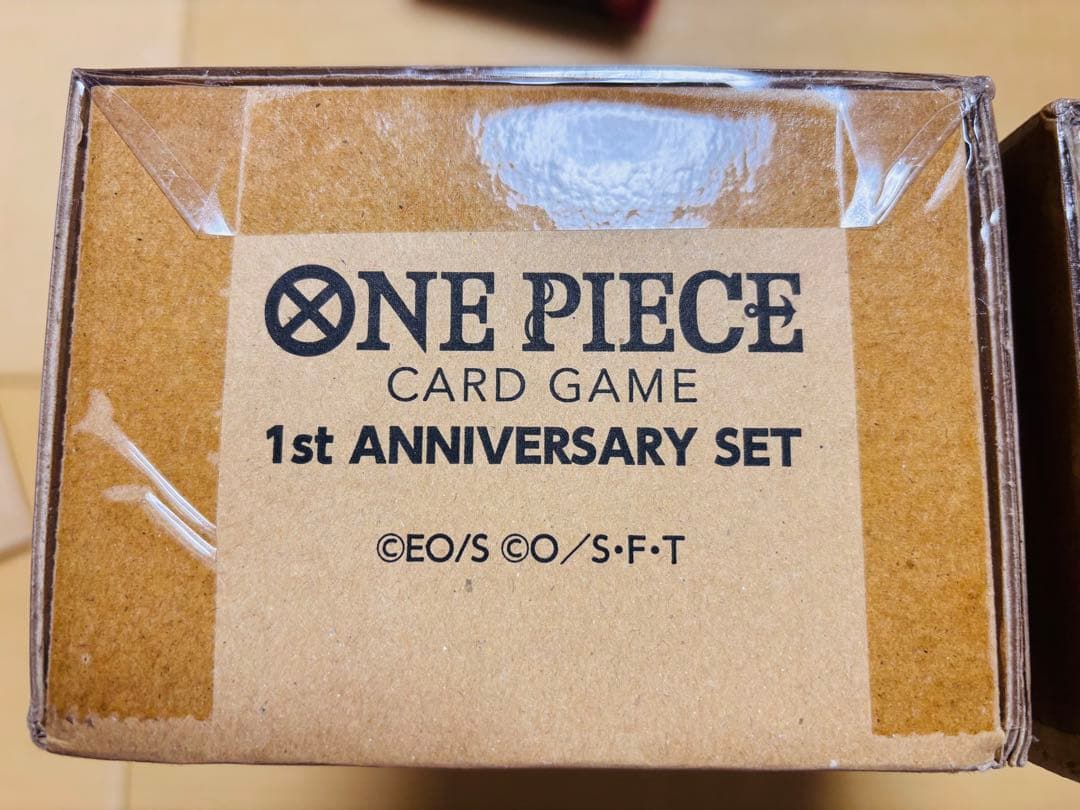 ONE PIECE
CARD GAME
1st ANNIVERSARY SET
©EO/S ©O／S・F・T